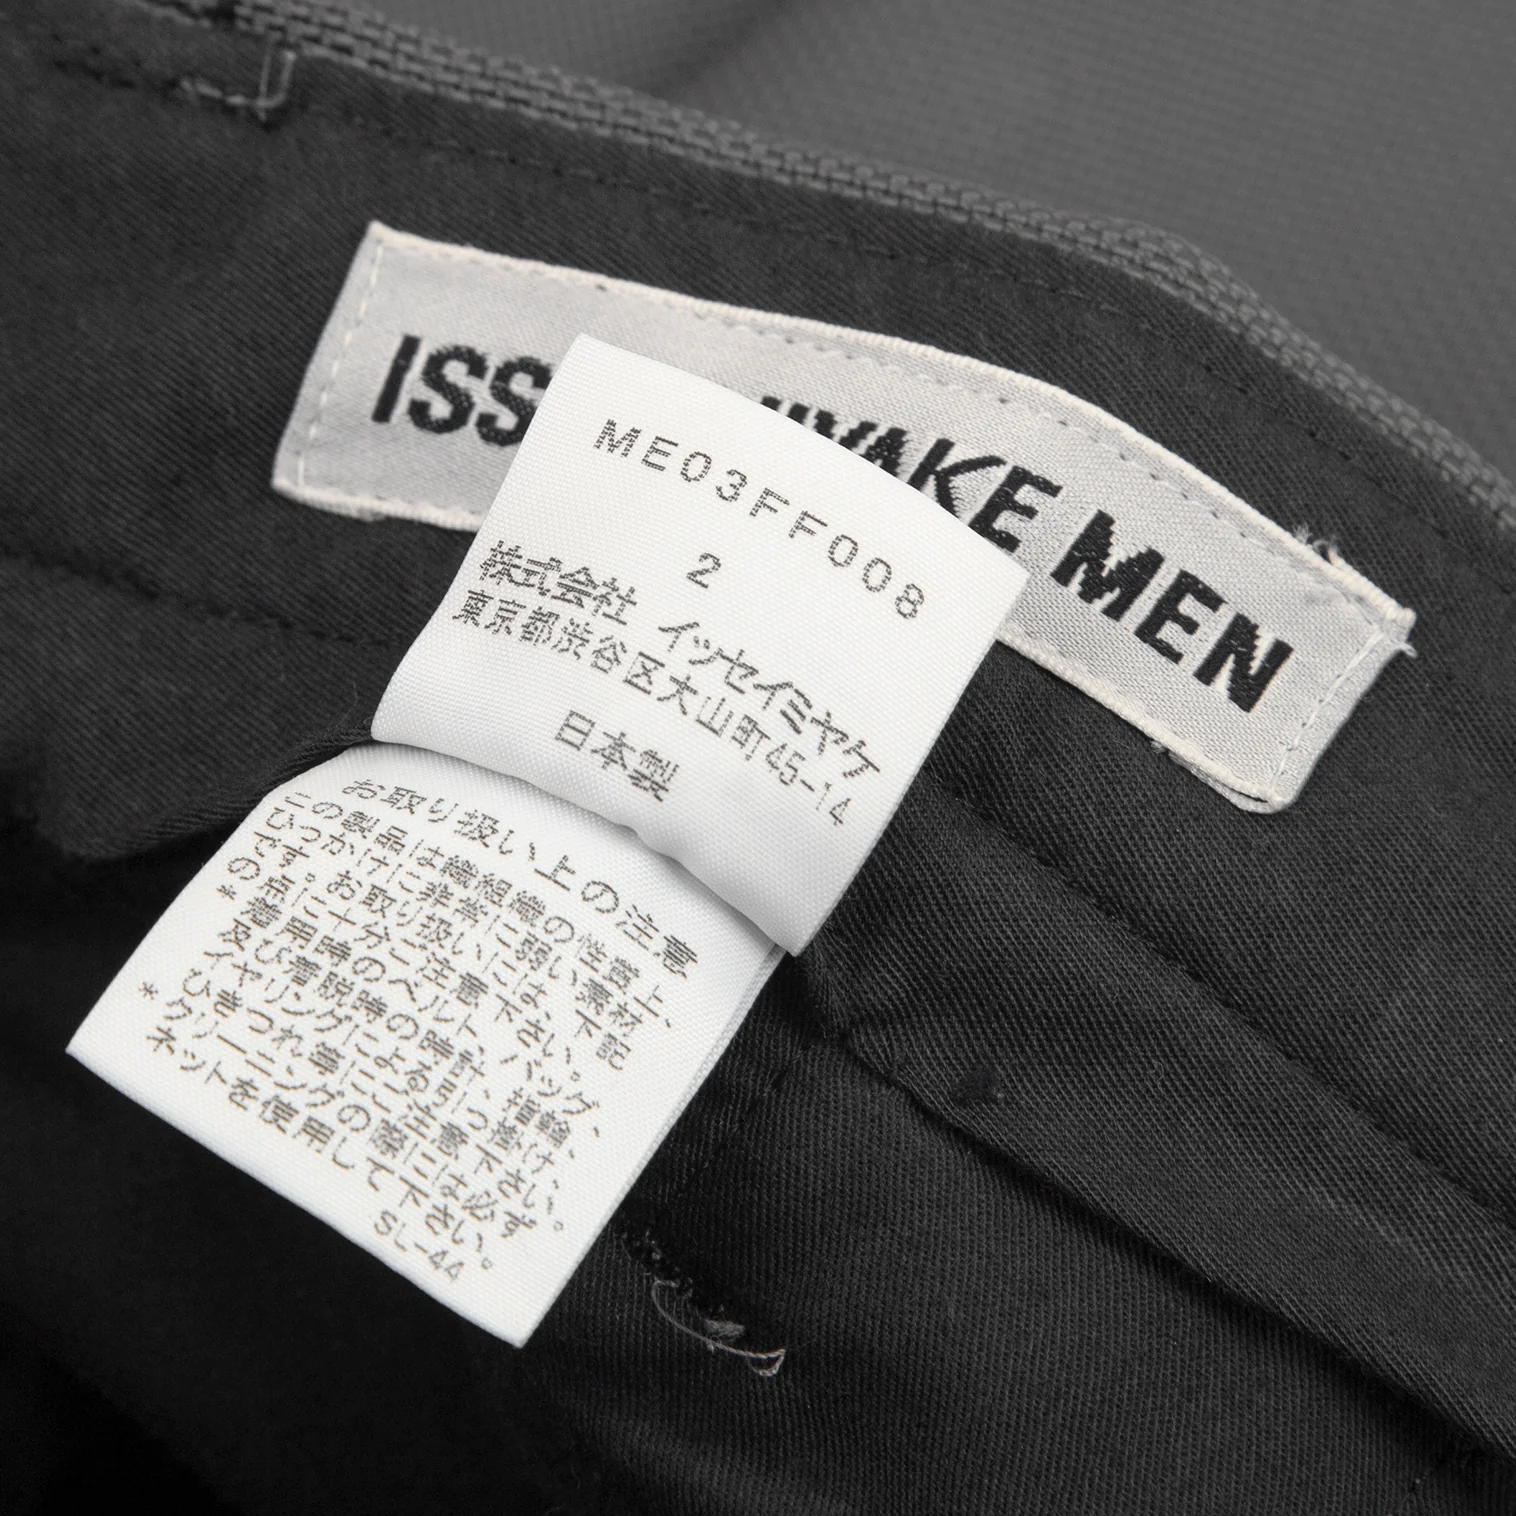 ISSEY MIYAKE MEN
ME03FF008
2
株式会社 イッセイミヤケ
東京都渋谷区大山町45-14
日本製
お取り扱い上の注意
この製品は織組織の性質上、
ひっかけに非常に弱い素材
です。お取り扱いには、下記
の点に十分ご注意下さい。
*着用時のベルト、バッグ、
及び着脱時の時計、指輪、
イヤリングによる引っ掛け、
ひきつれ等にご注意下さい。
*クリーニングの際には必ず
ネットを使用して下さい。
SL-44